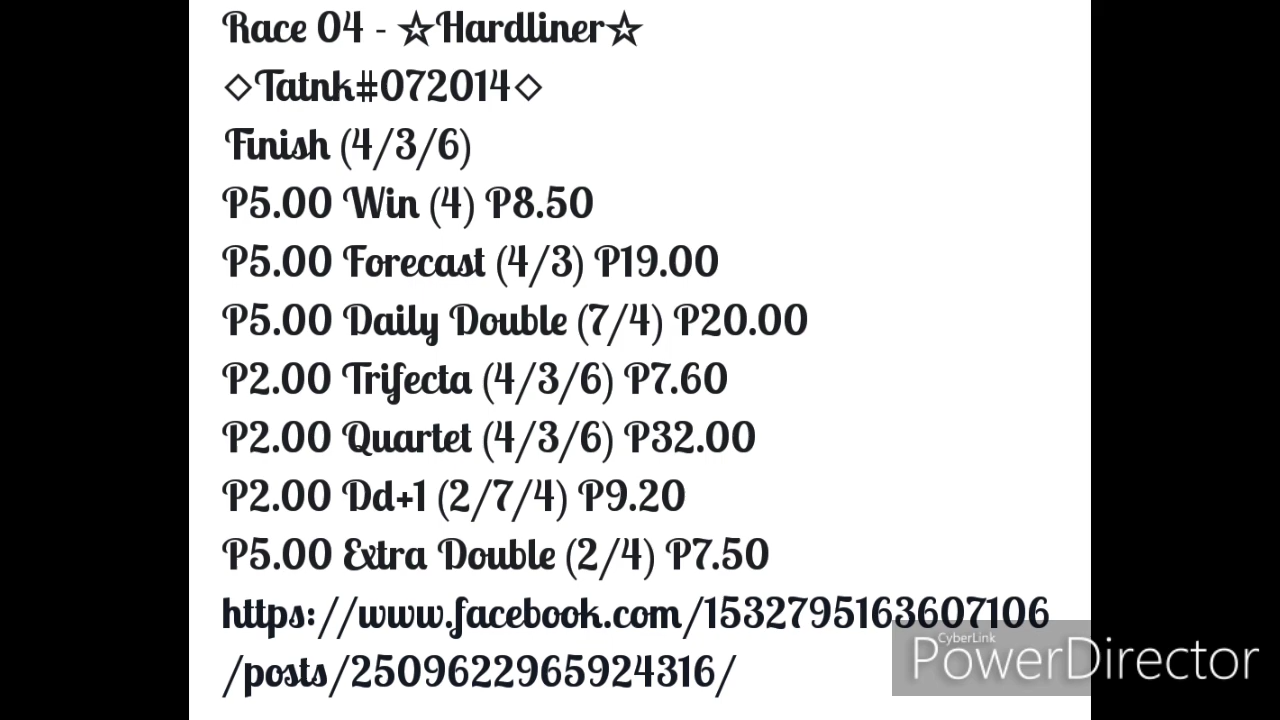 Race 04 - ☆Hardliner☆
◇Tatnk#072014◇
Finish (4/3/6)
P5.00 Win (4) P8.50
P5.00 Forecast (4/3) P19.00
P5.00 Daily Double (7/4) P20.00
P2.00 Trifecta (4/3/6) P7.60
P2.00 Quartet (4/3/6) P32.00
P2.00 Dd+1 (2/7/4) P9.20
P5.00 Extra Double (2/4) P7.50
https://www.facebook.com/1532795163607106
/posts/2509622965924316/
CyberLink
PowerDirector